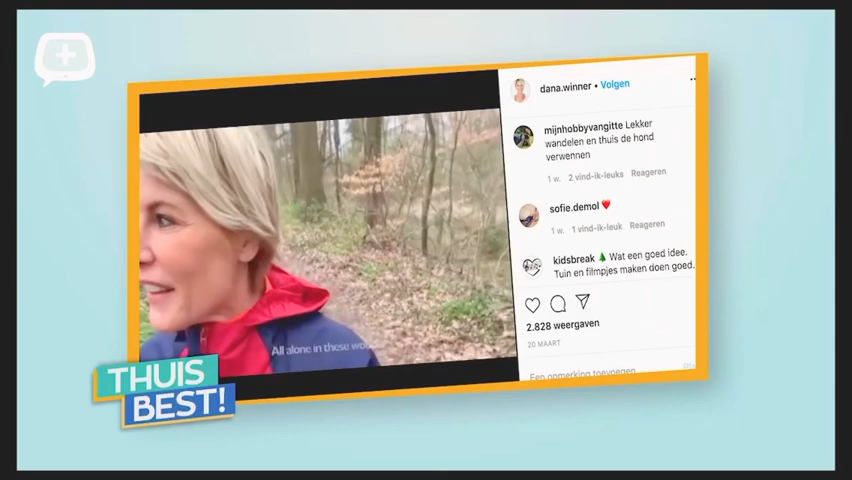 dana.winner • Volgen
mijnhobbyvangitte Lekker
wandelen en thuis de hond
verwennen
1 w. 2 vind-ik-leuks Reageren
sofie.demol ❤️
1 w. 1 vind-ik-leuk Reageren
kidsbreak 🌲 Wat een goed idee.
Tuin en filmpjes maken doen goed.
2.828 weergaven
20 MAART
Een opmerking toevoegen
All alone in these
THUIS
BEST!